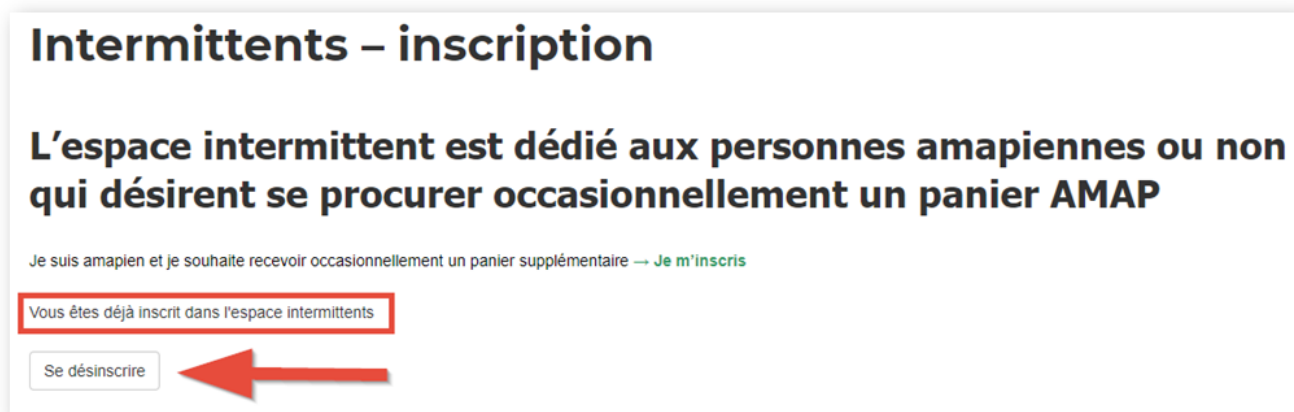 Intermittents – inscription
L’espace intermittent est dédié aux personnes amapiennes ou non
qui désirent se procurer occasionnellement un panier AMAP
Je suis amapien et je souhaite recevoir occasionnellement un panier supplémentaire → Je m’inscris
Vous êtes déjà inscrit dans l'espace intermittents
Se désinscrire